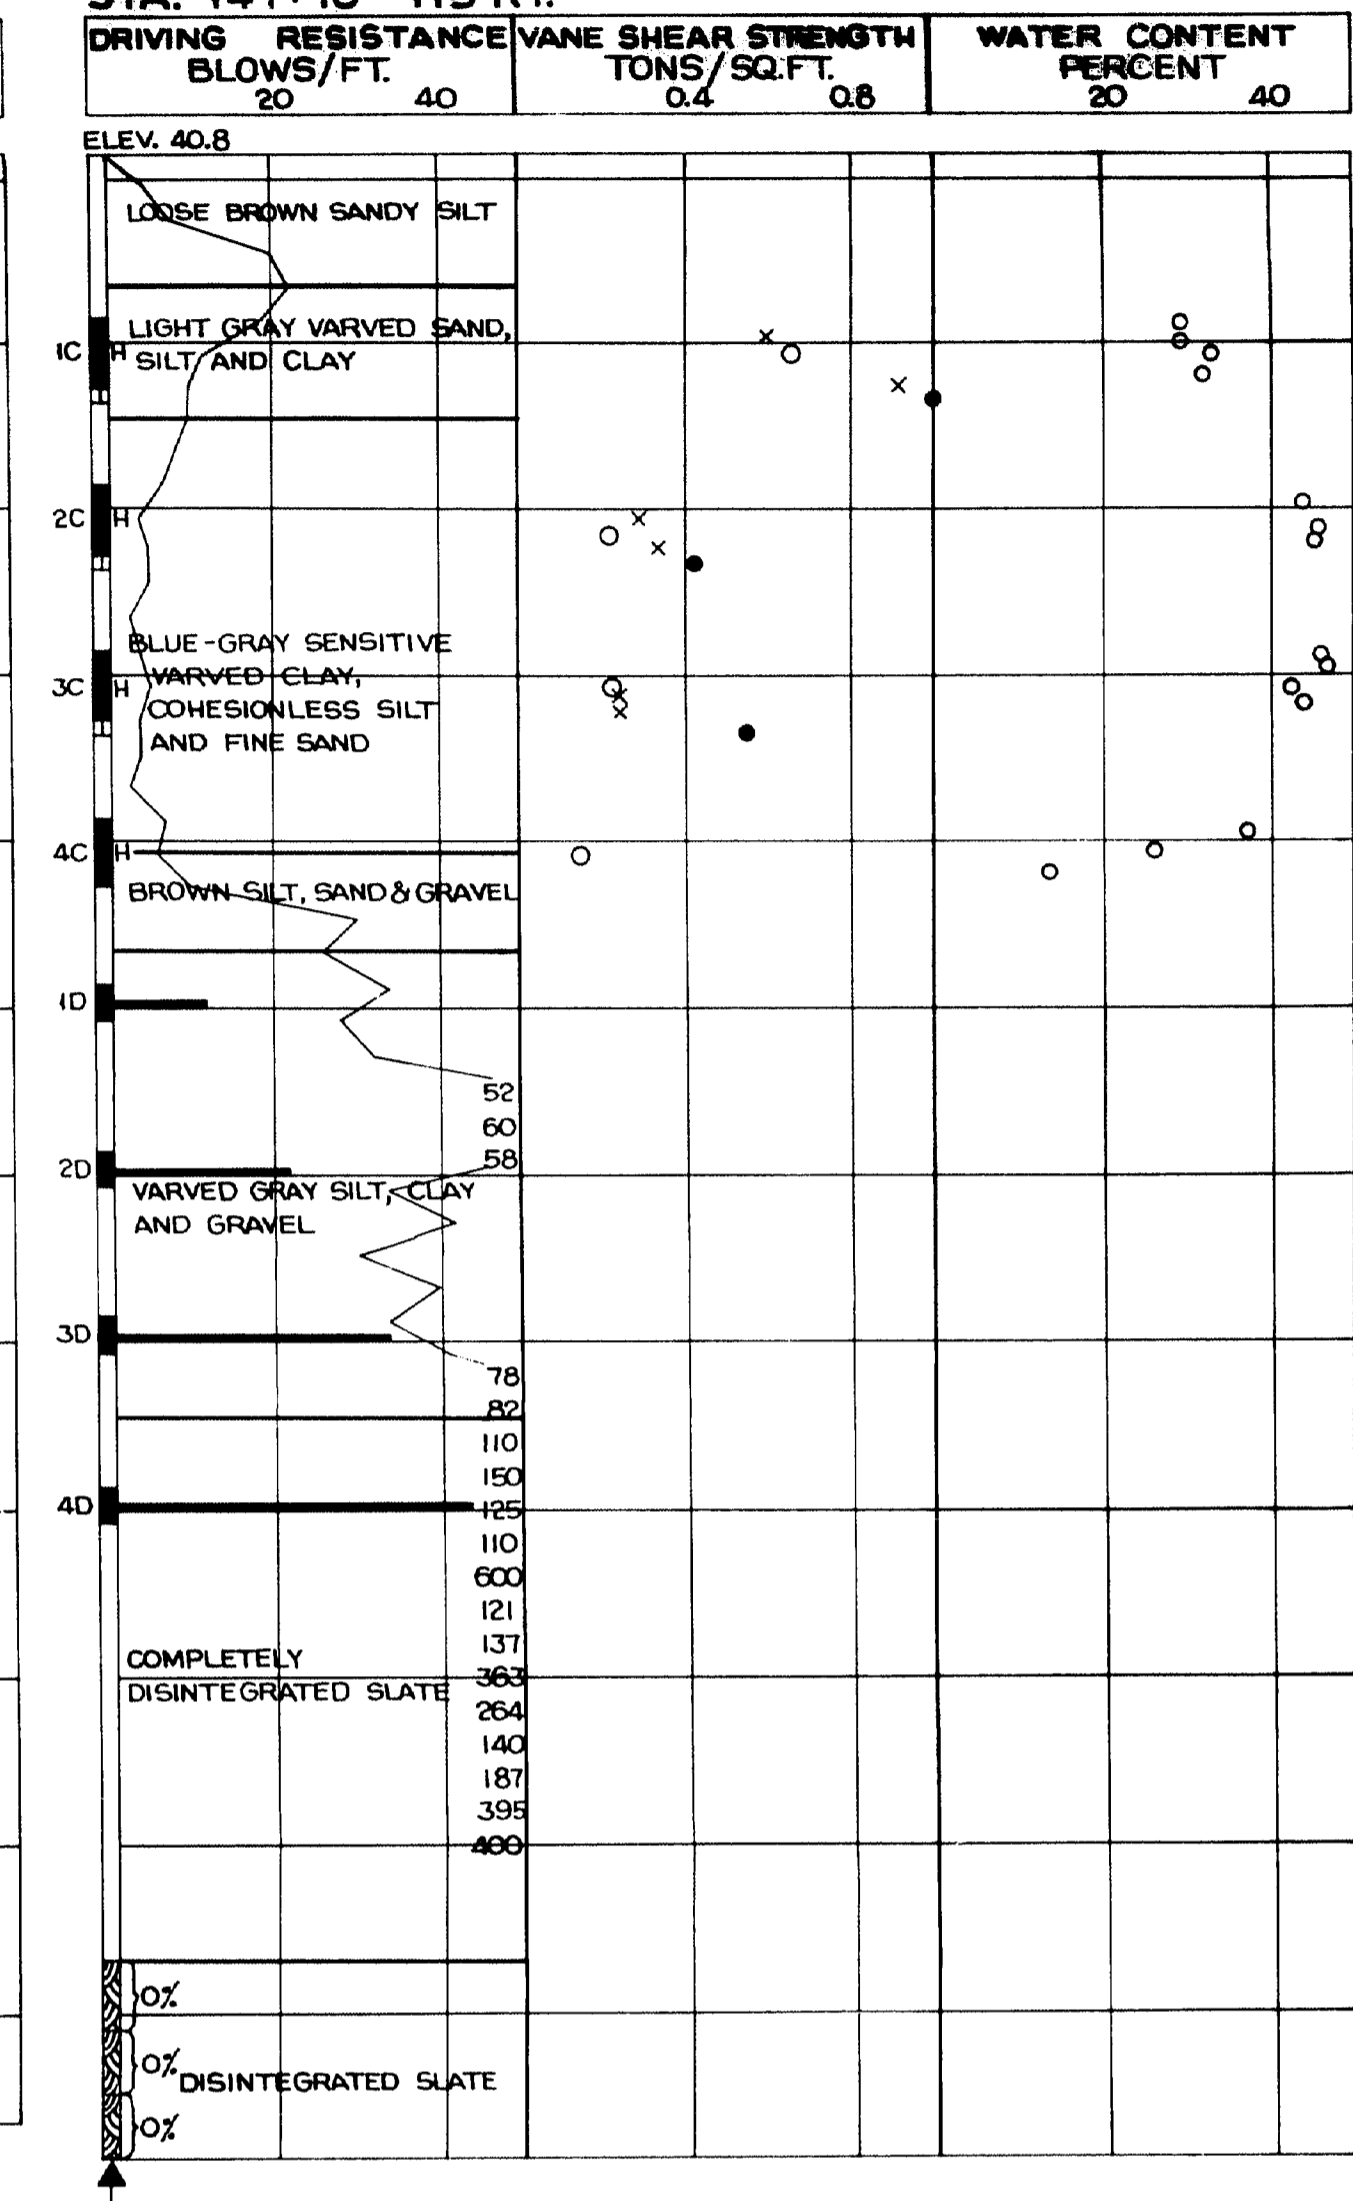 DRIVING RESISTANCE
BLOWS/FT.
20 40
VANE SHEAR STRENGTH
TONS/SQ.FT.
0.4 0.8
WATER CONTENT
PERCENT
20 40
ELEV. 40.8
LOOSE BROWN SANDY SILT
LIGHT GRAY VARVED SAND,
1C H SILT AND CLAY
2C H
BLUE-GRAY SENSITIVE
VARVED CLAY,
3C H
COHESIONLESS SILT
AND FINE SAND
4C H
BROWN SILT, SAND & GRAVEL
1D
52
60
58
2D
VARVED GRAY SILT, CLAY
AND GRAVEL
3D
78
82
110
150
4D 125
110
600
121
137
COMPLETELY
363
DISINTEGRATED SLATE
264
140
187
395
400
0%
0% DISINTEGRATED SLATE
0%